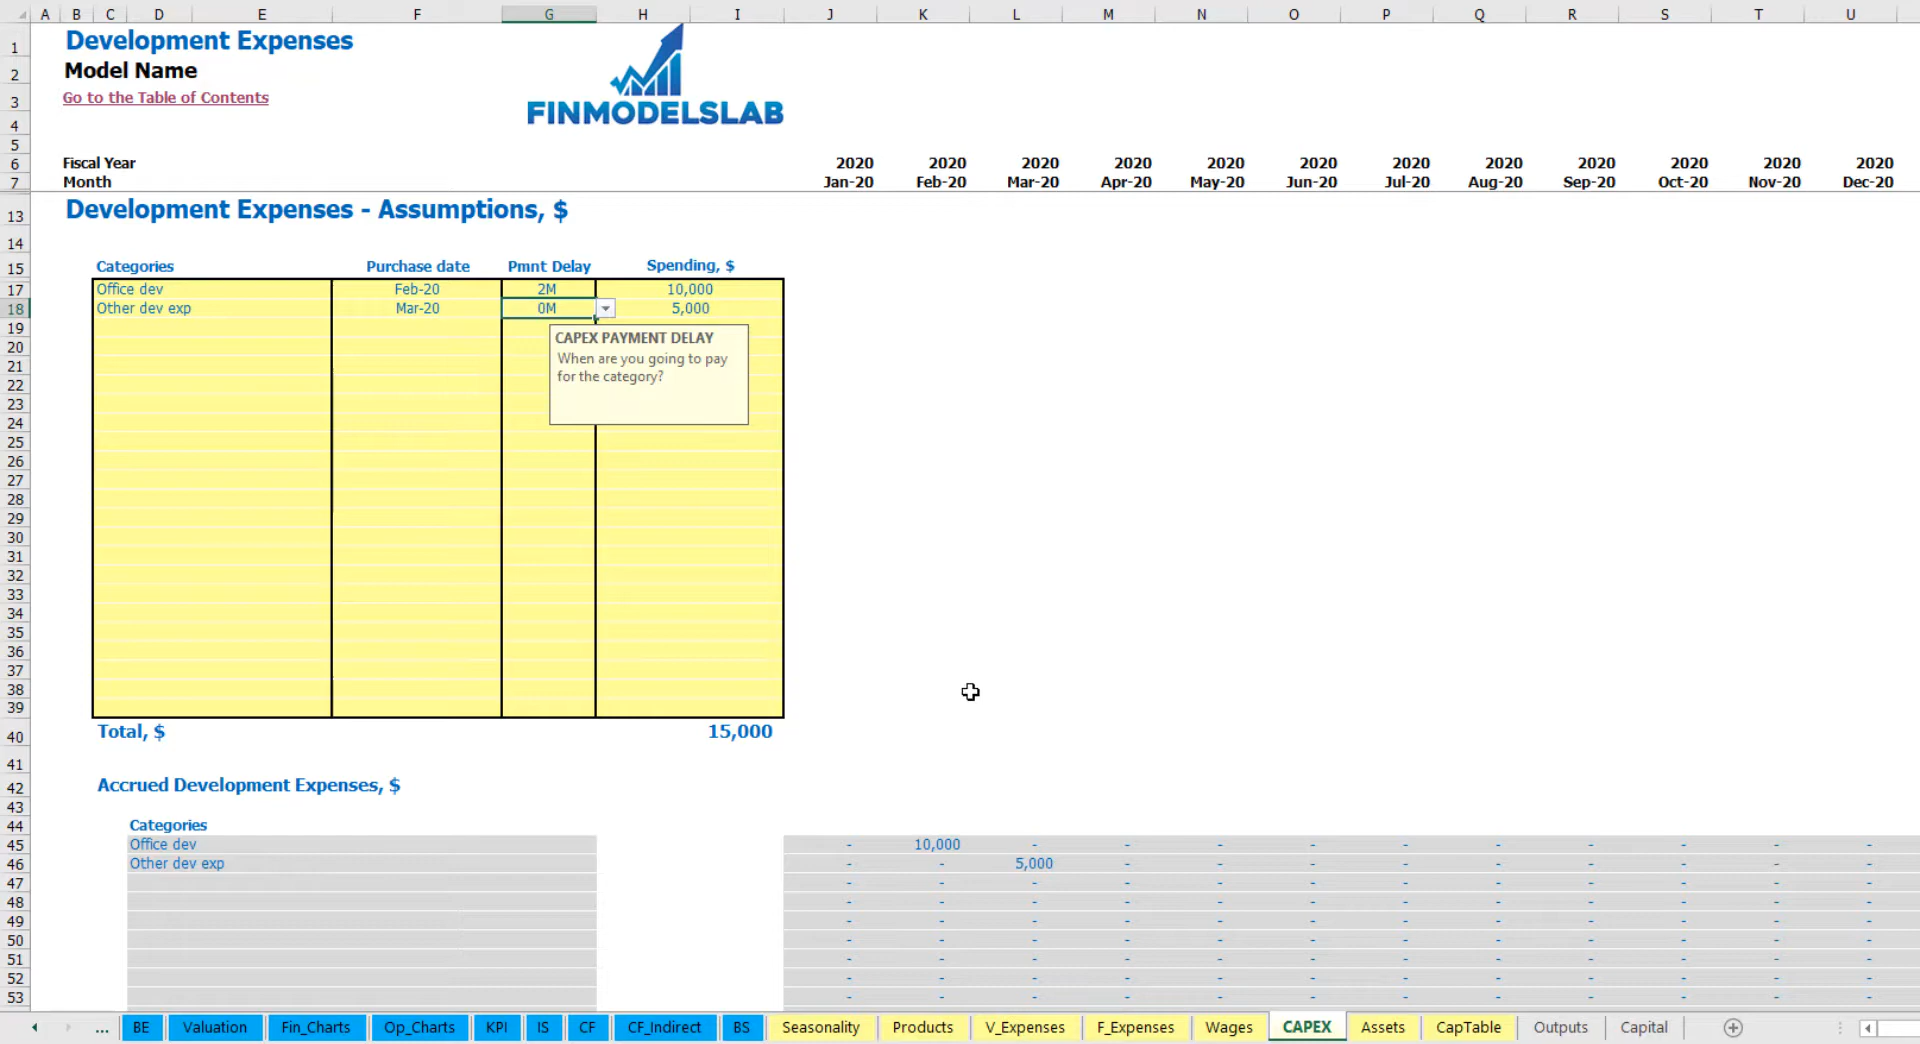 A B C D E F G H I J K L M N O P Q R S T U
1 Development Expenses
2 Model Name
3 Go to the Table of Contents
FINMODELSLAB
4
5
6 Fiscal Year 2020 2020 2020 2020 2020 2020 2020 2020 2020 2020 2020 2020
7 Month Jan-20 Feb-20 Mar-20 Apr-20 May-20 Jun-20 Jul-20 Aug-20 Sep-20 Oct-20 Nov-20 Dec-20
13 Development Expenses - Assumptions, $
14
15 Categories Purchase date Pmnt Delay Spending, $
17 Office dev Feb-20 2M 10,000
18 Other dev exp Mar-20 0M 5,000
19
CAPEX PAYMENT DELAY
20
When are you going to pay
21
for the category?
22
23
24
25
26
27
28
29
30
31
32
33
34
35
36
37
38
39
40 Total, $ 15,000
41
42 Accrued Development Expenses, $
43
44 Categories
45 Office dev - 10,000 - - - - - - - - - -
46 Other dev exp - - 5,000 - - - - - - - - -
47 - - - - - - - - - - - -
48 - - - - - - - - - - - -
49 - - - - - - - - - - - -
50 - - - - - - - - - - - -
51 - - - - - - - - - - - -
52 - - - - - - - - - - - -
53 - - - - - - - - - - - -
... BE Valuation Fin_Charts Op_Charts KPI IS CF CF_Indirect BS Seasonality Products V_Expenses F_Expenses Wages CAPEX Assets CapTable Outputs Capital